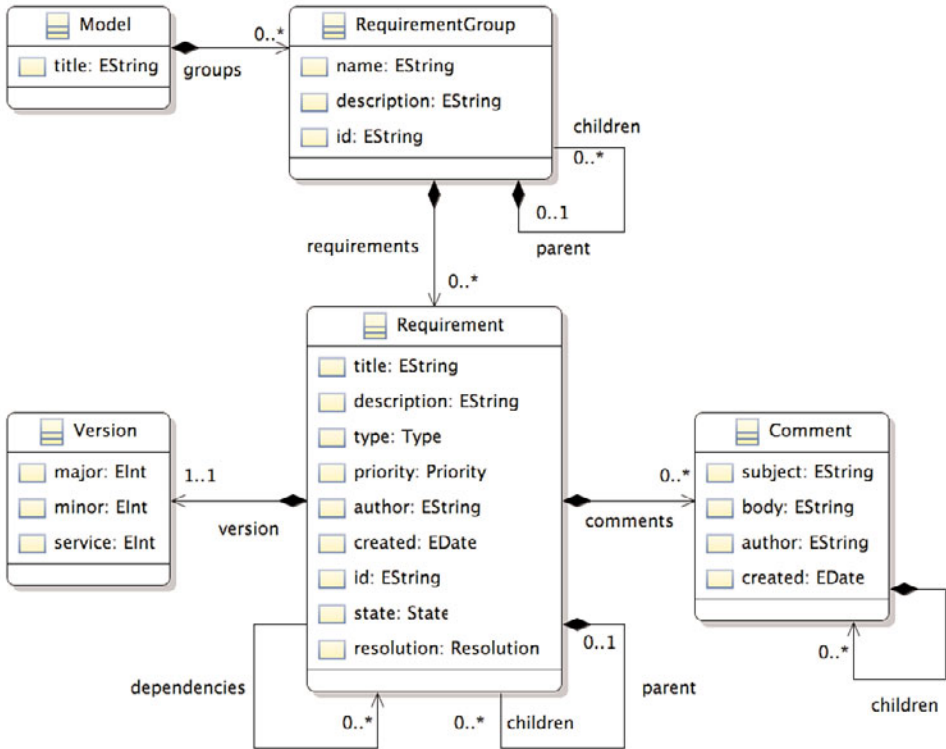 Model
title: EString
groups
0..*
RequirementGroup
name: EString
description: EString
id: EString
children
0..*
0..1
parent
requirements
0..*
Requirement
title: EString
description: EString
type: Type
priority: Priority
author: EString
created: EDate
id: EString
state: State
resolution: Resolution
Version
major: EInt
minor: EInt
service: EInt
1..1
version
0..*
comments
Comment
subject: EString
body: EString
author: EString
created: EDate
0..*
children
dependencies
0..*
0..*
children
0..1
parent